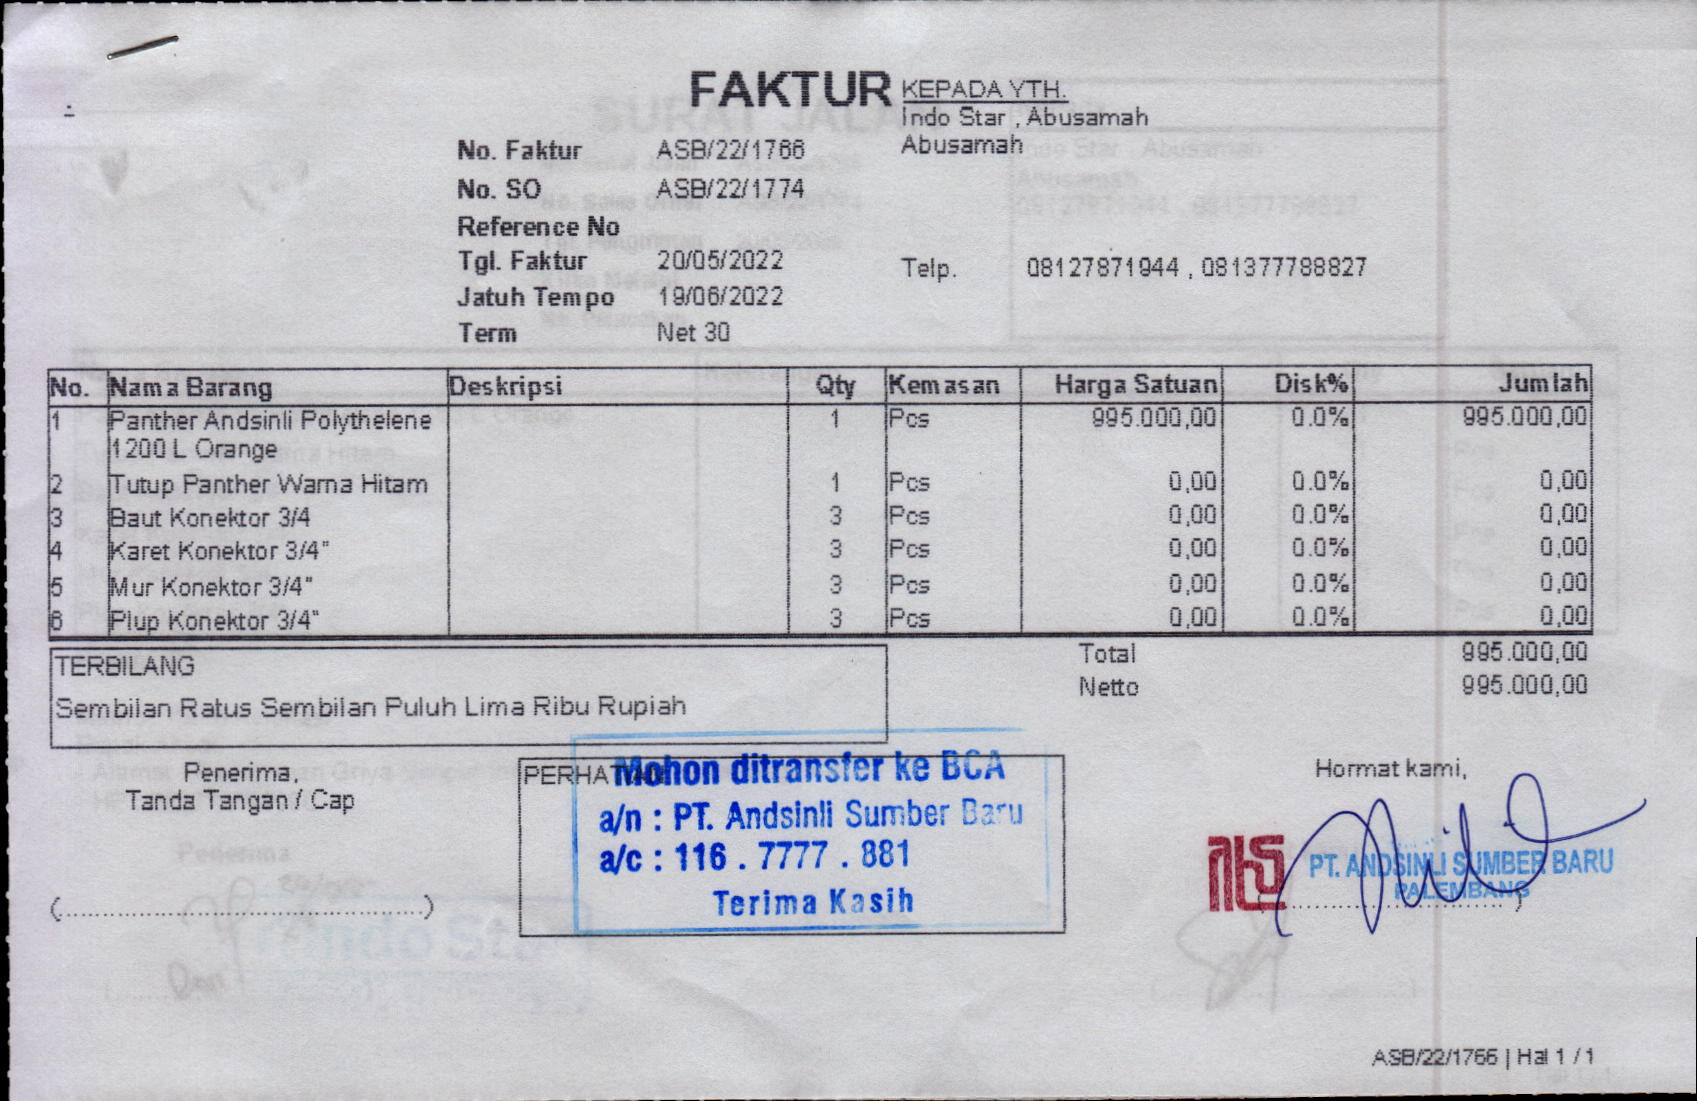 FAKTUR
KEPADA YTH.
Indo Star , Abusamah
Abusamah
No. Faktur ASB/22/1766
No. SO ASB/22/1774
Reference No
Tgl. Faktur 20/05/2022
Telp. 08127871944 , 081377788827
Jatuh Tempo 19/06/2022
Term Net 30
No. Nama Barang Deskripsi Qty Kemasan Harga Satuan Disk% Jumlah
1 Panther Andsinli Polythelene 1 Pcs 995.000,00 0.0% 995.000,00
1200 L Orange
2 Tutup Panther Warna Hitam 1 Pcs 0,00 0.0% 0,00
3 Baut Konektor 3/4 3 Pcs 0,00 0.0% 0,00
4 Karet Konektor 3/4" 3 Pcs 0,00 0.0% 0,00
5 Mur Konektor 3/4" 3 Pcs 0,00 0.0% 0,00
6 Plup Konektor 3/4" 3 Pcs 0,00 0.0% 0,00
Total 995.000,00
Netto 995.000,00
TERBILANG
Sembilan Ratus Sembilan Puluh Lima Ribu Rupiah
Penerima,
Tanda Tangan / Cap
(....................................................)
Mohon ditransfer ke BCA
a/n : PT. Andsinli Sumber Baru
a/c : 116 . 7777 . 881
Terima Kasih
Hormat kami,
PT. ANDSINLI SUMBER BARU
PALEMBANG
ASB/22/1766 | Hal 1 / 1